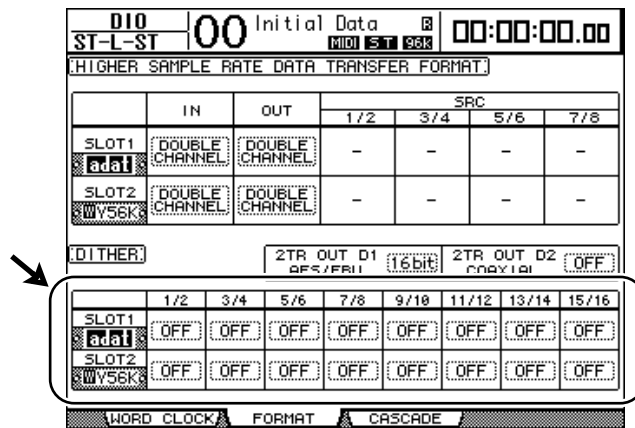 DIO
ST-L-ST
00 Initial Data R
MIDI ST 96K
00:00:00.00
HIGHER SAMPLE RATE DATA TRANSFER FORMAT
IN OUT SRC
1/2 3/4 5/6 7/8
SLOT1 DOUBLE CHANNEL DOUBLE CHANNEL – – – –
adat
SLOT2 DOUBLE CHANNEL DOUBLE CHANNEL – – – –
WY56K
DITHER
2TR OUT D1 AES/EBU 16bit 2TR OUT D2 COAXIAL OFF
1/2 3/4 5/6 7/8 9/10 11/12 13/14 15/16
SLOT1 OFF OFF OFF OFF OFF OFF OFF OFF
adat
SLOT2 OFF OFF OFF OFF OFF OFF OFF OFF
WY56K
WORD CLOCK FORMAT CASCADE